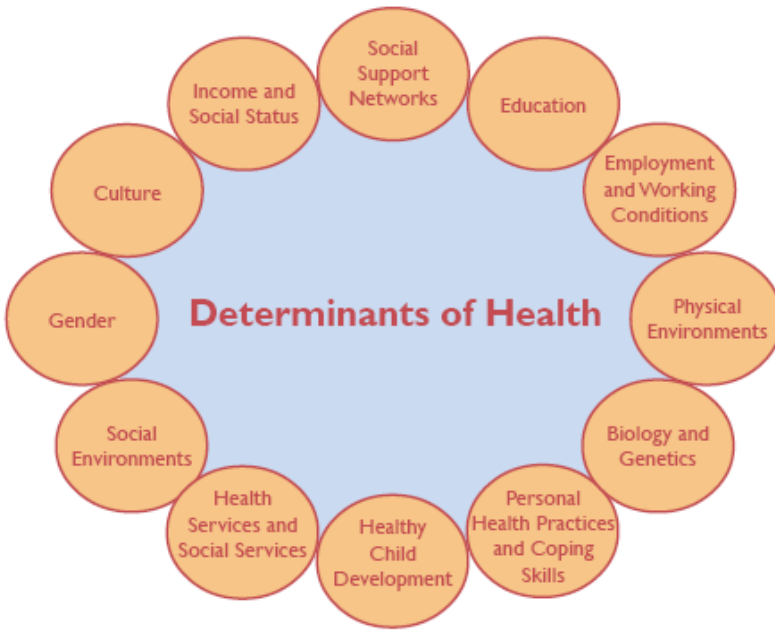 Social
Support
Networks
Income and
Social Status
Education
Culture
Employment
and Working
Conditions
Determinants of Health
Gender
Physical
Environments
Social
Environments
Biology and
Genetics
Health
Services and
Social Services
Healthy
Child
Development
Personal
Health Practices
and Coping
Skills